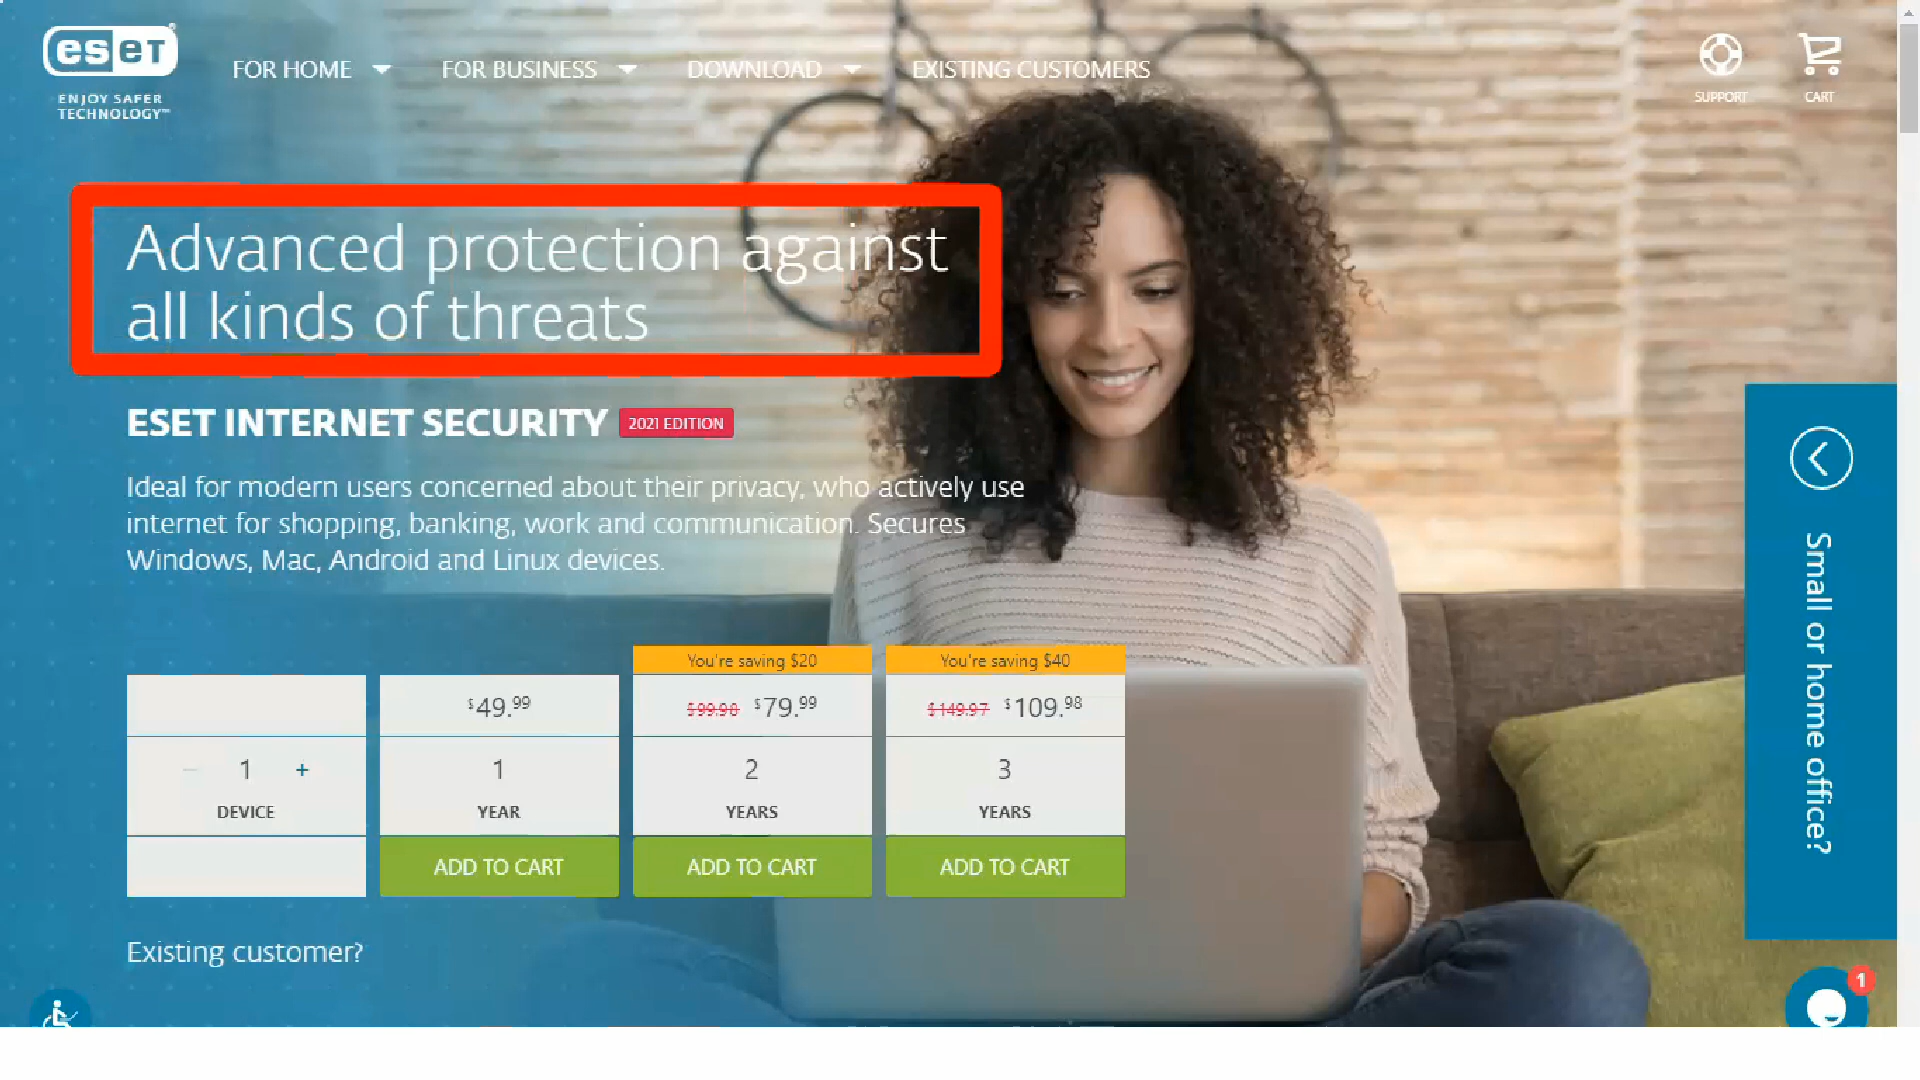 eseT
ENJOY SAFER
TECHNOLOGY™
FOR HOME
FOR BUSINESS
DOWNLOAD
EXISTING CUSTOMERS
SUPPORT
CART
Advanced protection against
all kinds of threats
ESET INTERNET SECURITY 2021 EDITION
Ideal for modern users concerned about their privacy, who actively use
internet for shopping, banking, work and communication. Secures
Windows, Mac, Android and Linux devices.
You're saving $20
You're saving $40
$49.99
$99.98 $79.99
$149.97 $109.98
− 1 +
DEVICE
1
YEAR
2
YEARS
3
YEARS
ADD TO CART
ADD TO CART
ADD TO CART
Existing customer?
Small or home office?
1